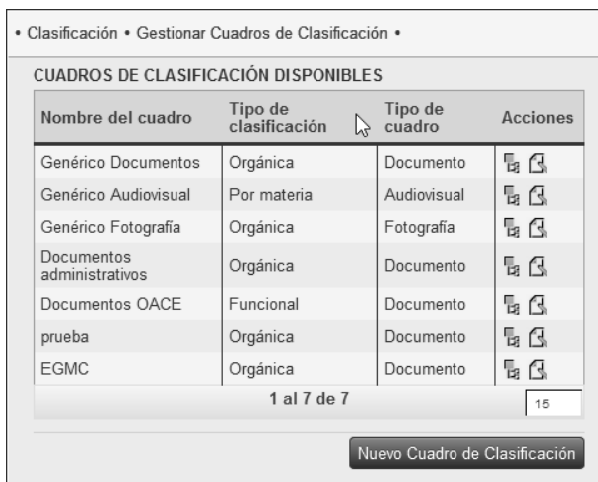 • Clasificación • Gestionar Cuadros de Clasificación •
CUADROS DE CLASIFICACIÓN DISPONIBLES
Nombre del cuadro Tipo de clasificación Tipo de cuadro Acciones
Genérico Documentos Orgánica Documento
Genérico Audiovisual Por materia Audiovisual
Genérico Fotografía Orgánica Fotografía
Documentos administrativos Orgánica Documento
Documentos OACE Funcional Documento
prueba Orgánica Documento
EGMC Orgánica Documento
1 al 7 de 7 15
Nuevo Cuadro de Clasificación